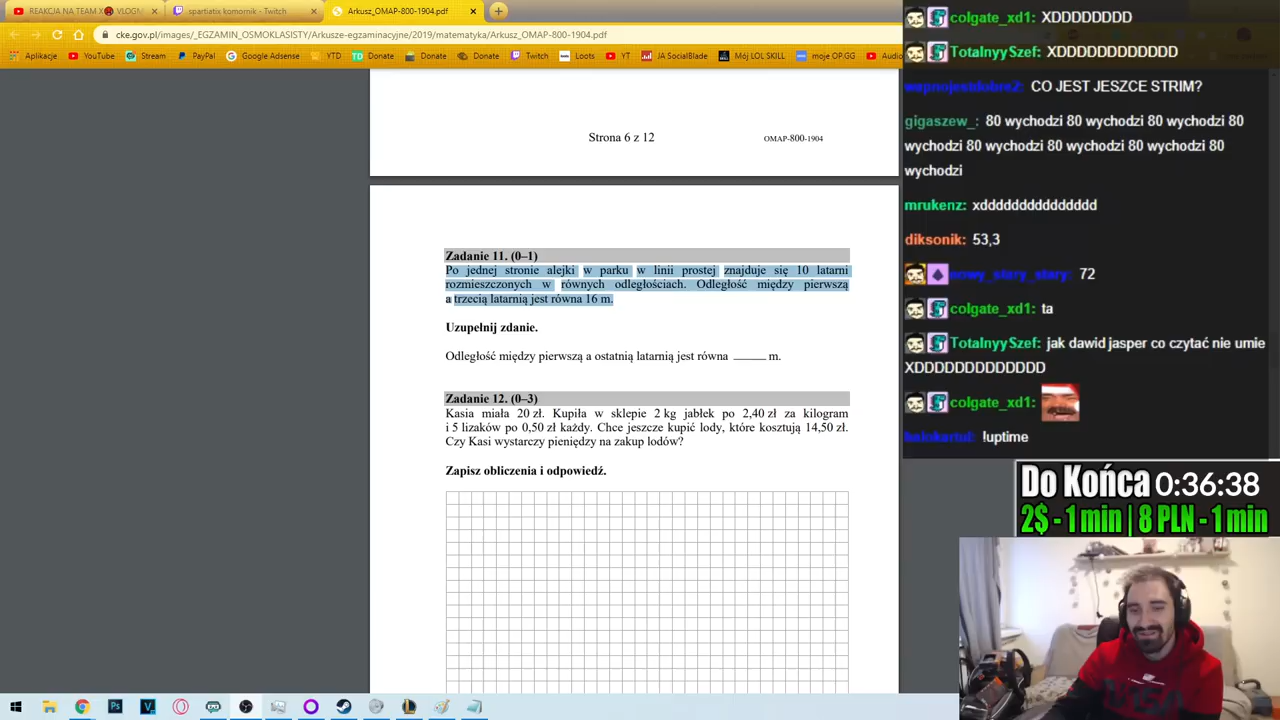 REAKCJA NA TEAM X
VLOGM
spartiatix komornik - Twitch
Arkusz_OMAP-800-1904.pdf
cke.gov.pl/images/_EGZAMIN_OSMOKLASISTY/Arkusze-egzaminacyjne/2019/matematyka/Arkusz_OMAP-800-1904.pdf
Aplikacje
YouTube
Stream
PayPal
Google Adsense
YTD
Donate
Donate
Donate
Twitch
Loots
YT
JA SocialBlade
Mój LOL SKILL
moje OP.GG
Audio
Strona 6 z 12
OMAP-800-1904
Zadanie 11. (0–1)
Po jednej stronie alejki w parku w linii prostej znajduje się 10 latarni
rozmieszczonych w równych odległościach. Odległość między pierwszą
a trzecią latarnią jest równa 16 m.
Uzupełnij zdanie.
Odległość między pierwszą a ostatnią latarnią jest równa _____ m.
Zadanie 12. (0–3)
Kasia miała 20 zł. Kupiła w sklepie 2 kg jabłek po 2,40 zł za kilogram
i 5 lizaków po 0,50 zł każdy. Chce jeszcze kupić lody, które kosztują 14,50 zł.
Czy Kasi wystarczy pieniędzy na zakup lodów?
Zapisz obliczenia i odpowiedź.
colgate_xd1: XDDDDDDDD
TotalnyySzef: XDDDDDDDDDDDD
wupnojestdobre2: CO JEST JESZCE STRIM?
gigaszew_: 80 wychodzi 80 wychodzi 80 wychodzi 80
wychodzi 80 wychodzi 80 wychodzi 80 wychodzi 80
wychodzi
mrukenz: xddddddddddddddd
diksonik: 53,3
nowy_stary_stary: 72
colgate_xd1: ta
TotalnyySzef: jak dawid jasper co czytać nie umie
XDDDDDDDDDDDDD
colgate_xd1:
!uptime
Do Końca 0:36:38
2$ - 1 min | 8 PLN - 1 min